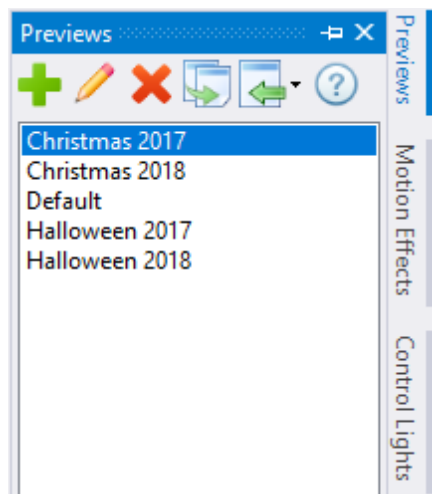 Previews
Christmas 2017
Christmas 2018
Default
Halloween 2017
Halloween 2018
Previews
Motion Effects
Control Lights